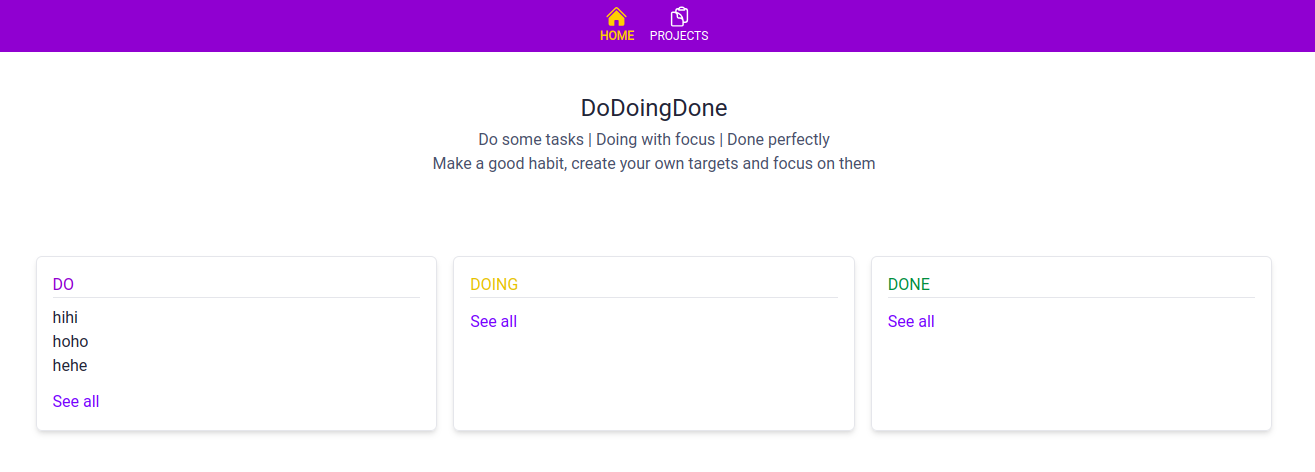 HOME PROJECTS
DoDoingDone
Do some tasks | Doing with focus | Done perfectly
Make a good habit, create your own targets and focus on them
DO
hihi
hoho
hehe
See all
DOING
See all
DONE
See all